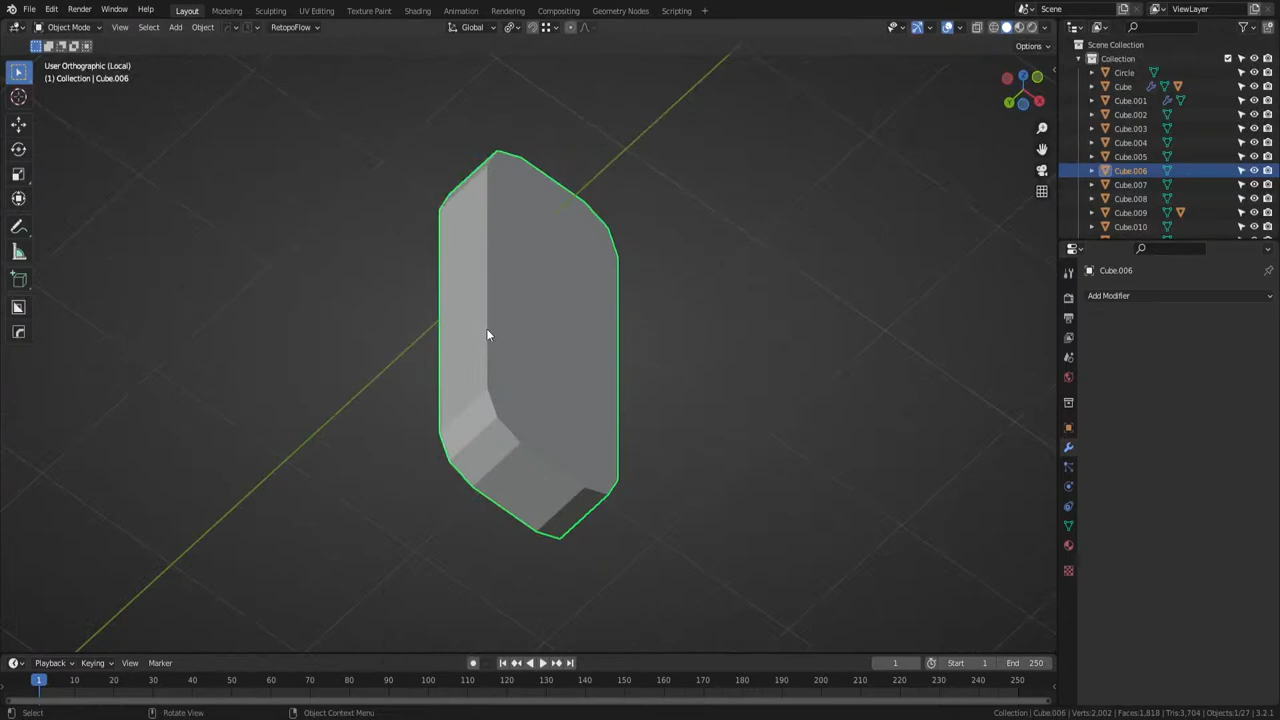 File Edit Render Window Help Layout Modeling Sculpting UV Editing Texture Paint Shading Animation Rendering Compositing Geometry Nodes Scripting + Scene ViewLayer
Object Mode View Select Add Object RetopoFlow Global
Options
User Orthographic (Local)
(1) Collection | Cube.006
Z
Y
X
Scene Collection
Collection
Circle
Cube
Cube.001
Cube.002
Cube.003
Cube.004
Cube.005
Cube.006
Cube.007
Cube.008
Cube.009
Cube.010
Cube.006
Add Modifier
Playback Keying View Marker 1 Start 1 End 250
1 10 20 30 40 50 60 70 80 90 100 110 120 130 140 150 160 170 180 190 200 210 220 230 240 250
Select Rotate View Object Context Menu Collection | Cube.006 | Verts:2,002 | Faces:1,818 | Tris:3,704 | Objects:1/27 | 3.2.1